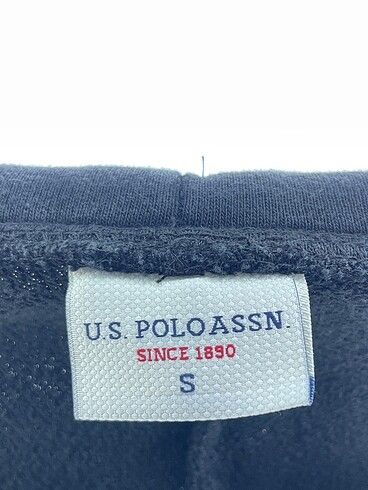 U.S. POLO ASSN.
SINCE 1890
S